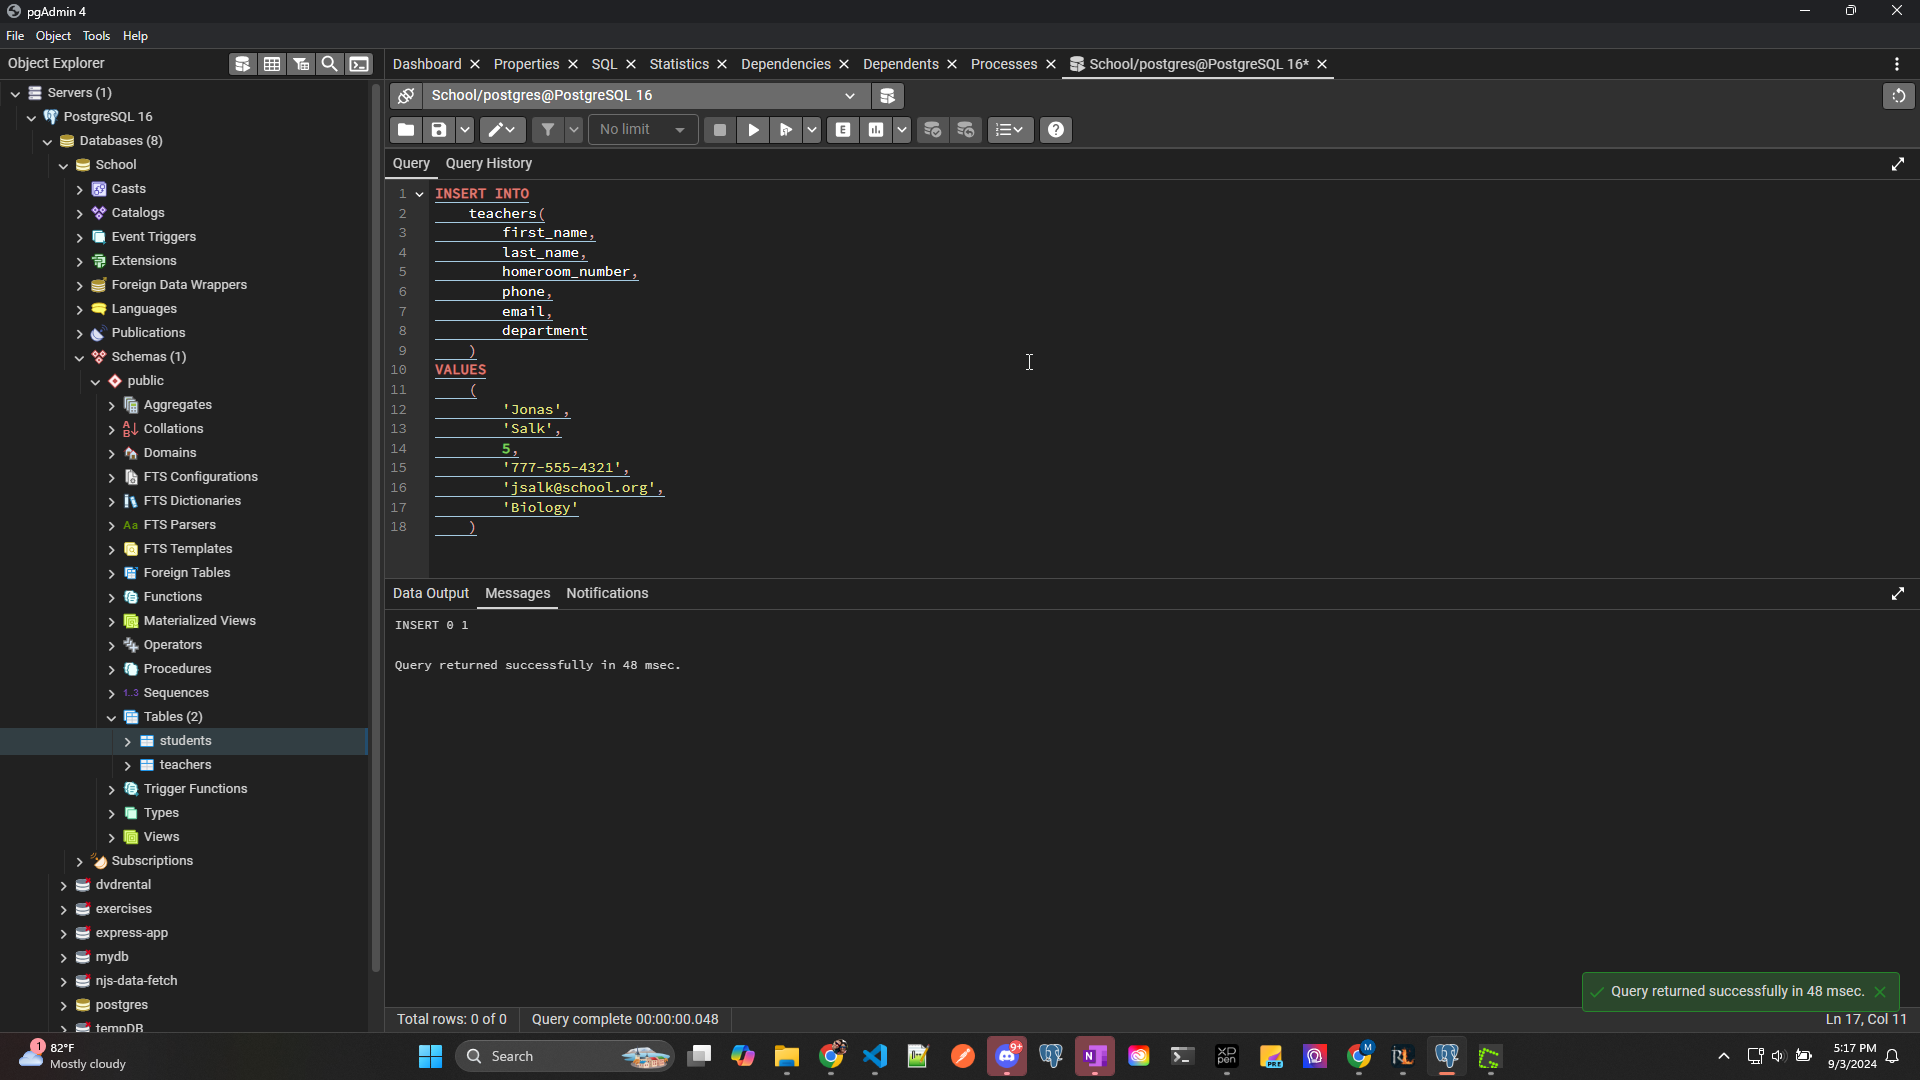 pgAdmin 4
File Object Tools Help
Object Explorer
Dashboard Properties SQL Statistics Dependencies Dependents Processes School/postgres@PostgreSQL 16*
Servers (1)
PostgreSQL 16
Databases (8)
School
Casts
Catalogs
Event Triggers
Extensions
Foreign Data Wrappers
Languages
Publications
Schemas (1)
public
Aggregates
Collations
Domains
FTS Configurations
FTS Dictionaries
Aa FTS Parsers
FTS Templates
Foreign Tables
Functions
Materialized Views
Operators
Procedures
1..3 Sequences
Tables (2)
students
teachers
Trigger Functions
Types
Views
Subscriptions
dvdrental
exercises
express-app
mydb
njs-data-fetch
postgres
tempDB
School/postgres@PostgreSQL 16
No limit
E
Query Query History
1 INSERT INTO
2 teachers(
3 first_name,
4 last_name,
5 homeroom_number,
6 phone,
7 email,
8 department
9 )
10 VALUES
11 (
12 'Jonas',
13 'Salk',
14 5,
15 '777-555-4321',
16 'jsalk@school.org',
17 'Biology'
18 )
Data Output Messages Notifications
INSERT 0 1
Query returned successfully in 48 msec.
Query returned successfully in 48 msec.
Total rows: 0 of 0 Query complete 00:00:00.048
Ln 17, Col 11
1
82°F
Mostly cloudy
Search
9+
N
XP
pen
PRE
M
5:17 PM
9/3/2024